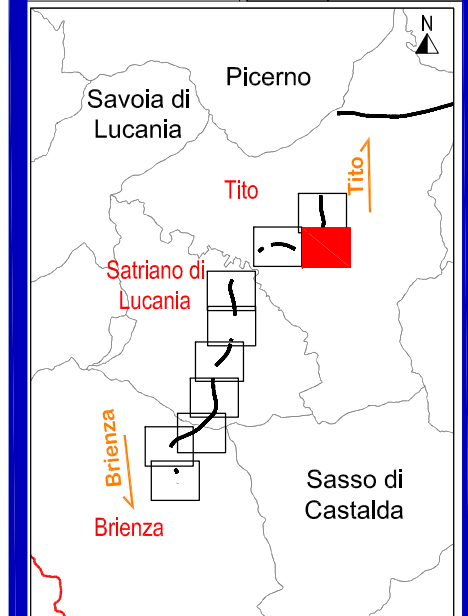 N
Picerno
Savoia di
Lucania
Tito
Tito
Satriano di
Lucania
Brienza
Sasso di
Castalda
Brienza